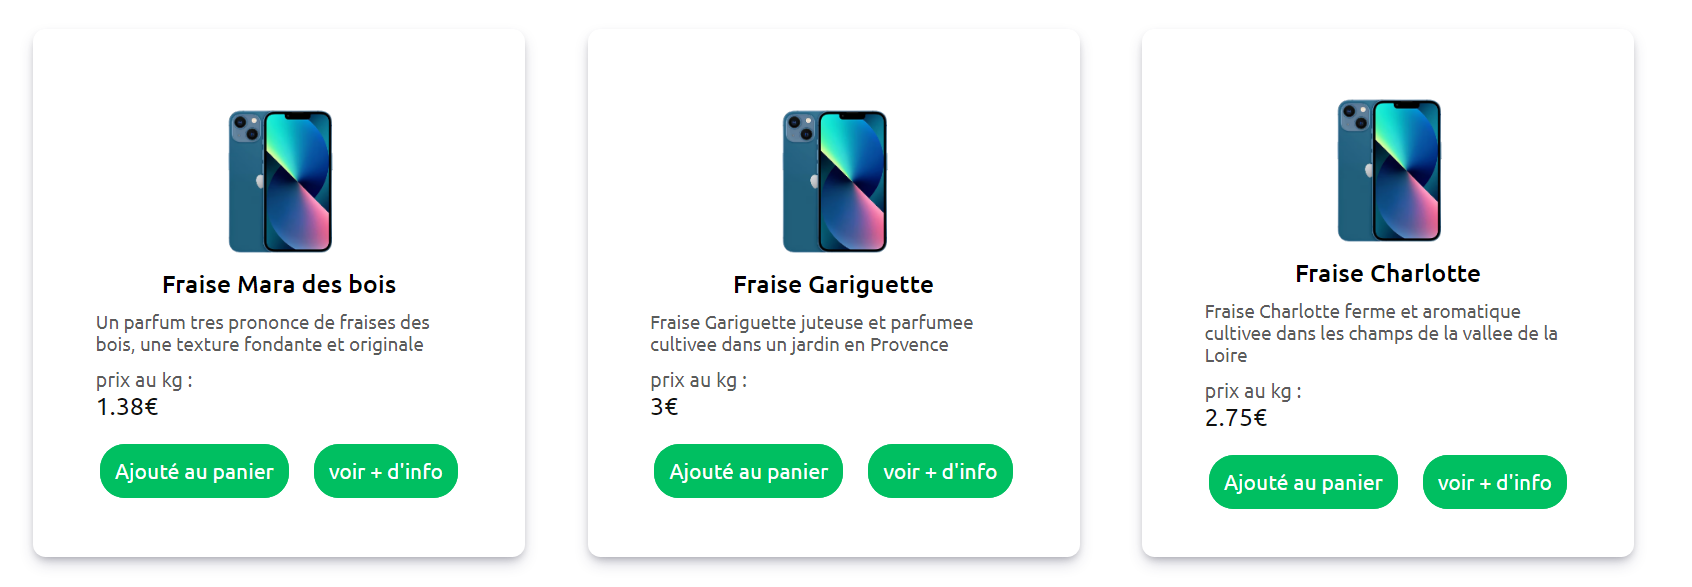 Fraise Mara des bois
Un parfum tres prononce de fraises des
bois, une texture fondante et originale
prix au kg :
1.38€
Ajouté au panier
voir + d'info
Fraise Gariguette
Fraise Gariguette juteuse et parfumee
cultivee dans un jardin en Provence
prix au kg :
3€
Ajouté au panier
voir + d'info
Fraise Charlotte
Fraise Charlotte ferme et aromatique
cultivee dans les champs de la vallee de la
Loire
prix au kg :
2.75€
Ajouté au panier
voir + d'info